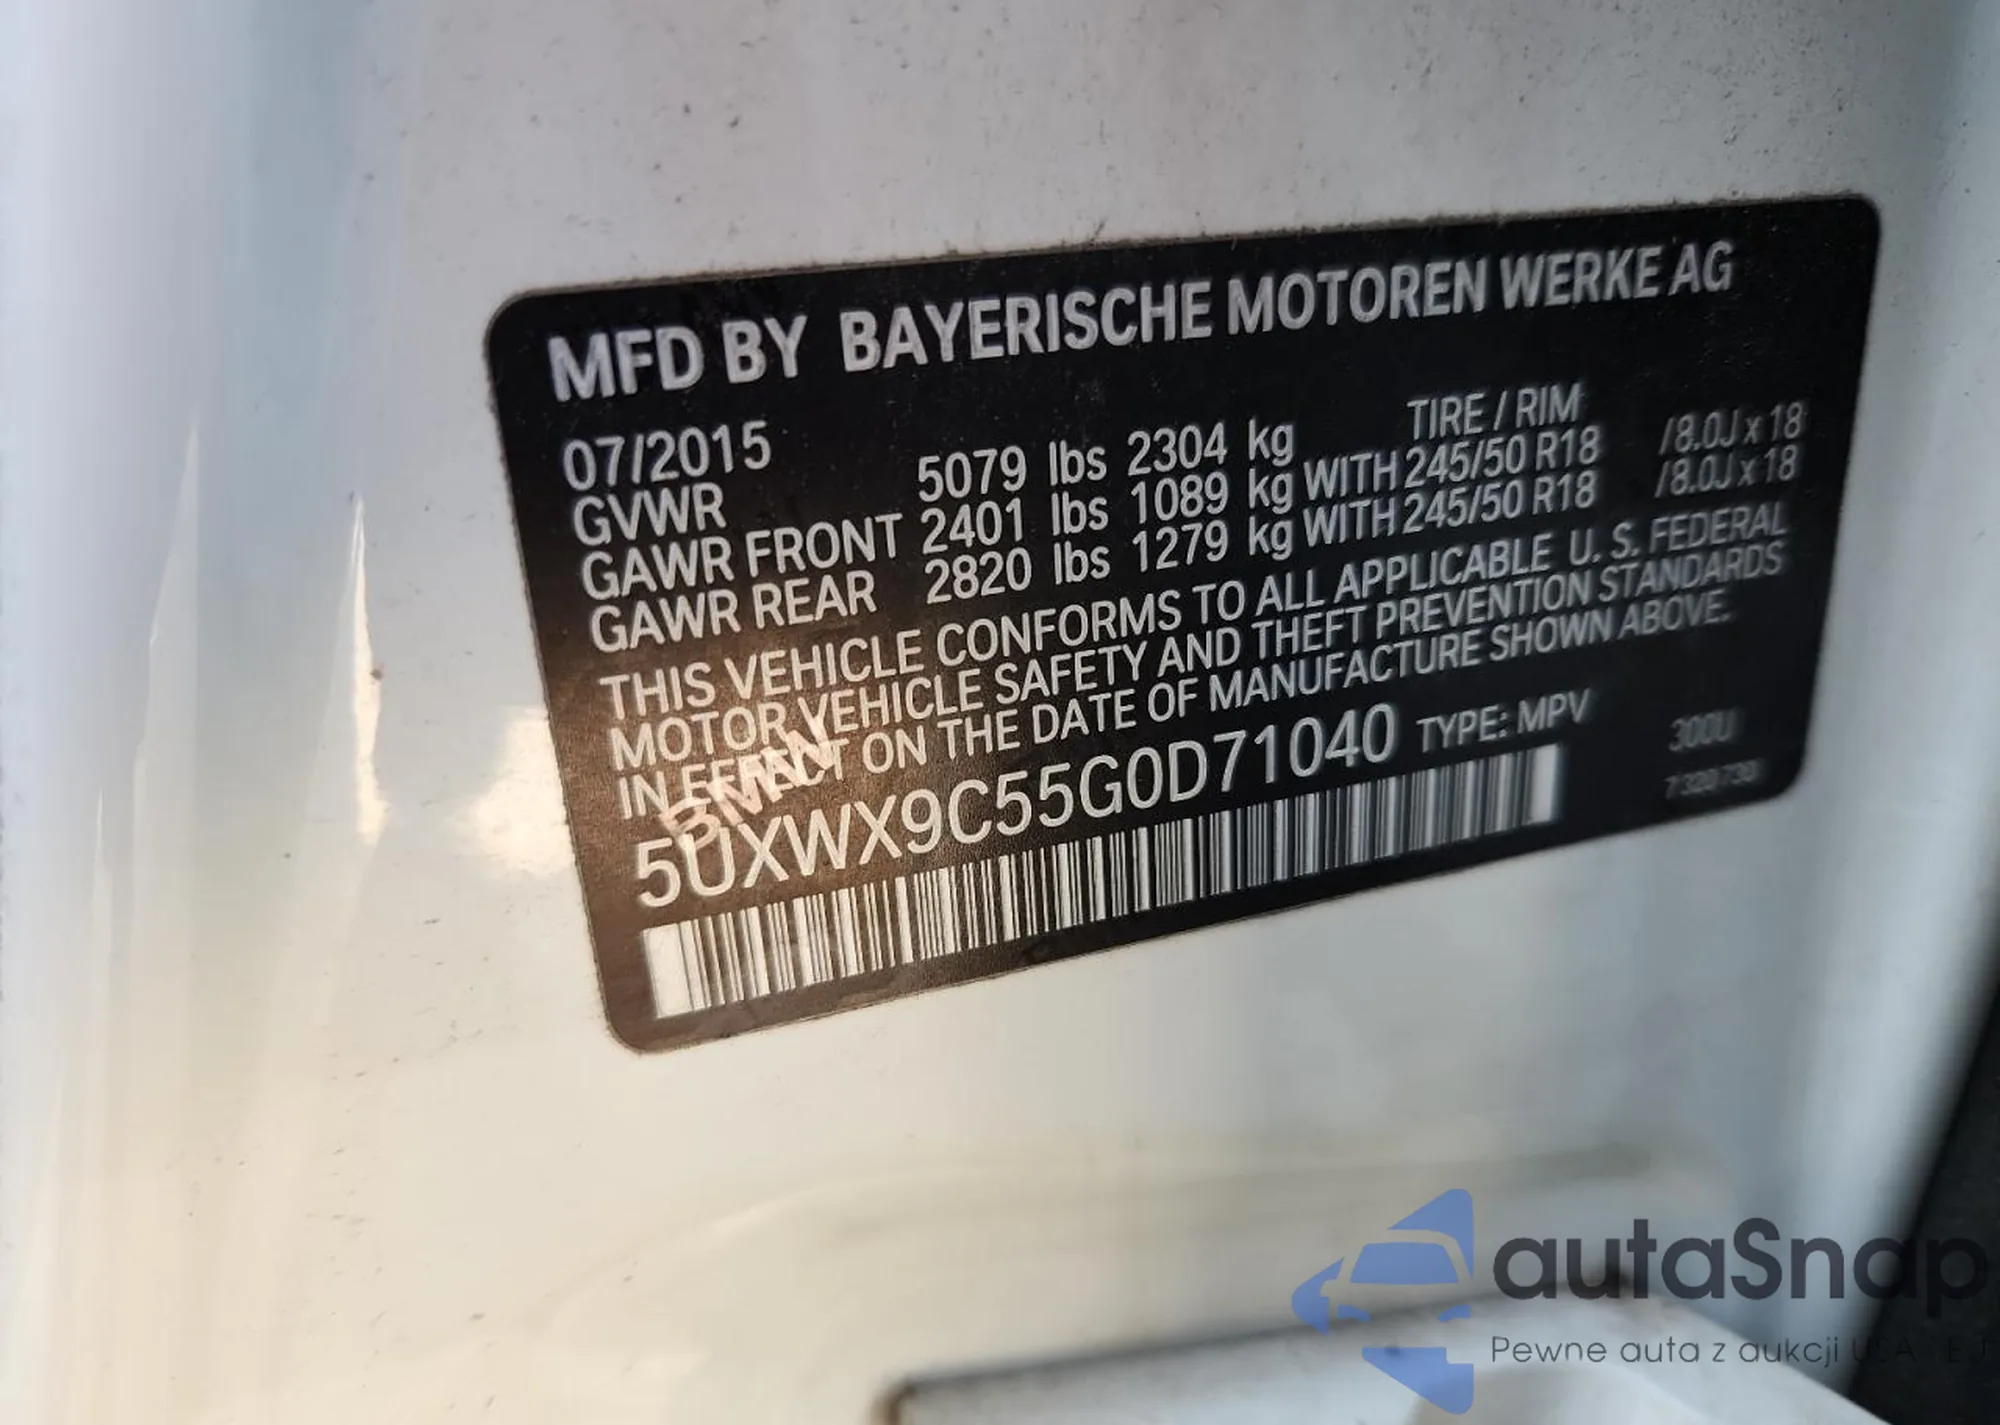 MFD BY BAYERISCHE MOTOREN WERKE AG
07/2015 TIRE / RIM
GVWR 5079 lbs 2304 kg
GAWR FRONT 2401 lbs 1089 kg WITH 245/50 R18 /8.0J x 18
GAWR REAR 2820 lbs 1279 kg WITH 245/50 R18 /8.0J x 18
THIS VEHICLE CONFORMS TO ALL APPLICABLE U. S. FEDERAL
MOTOR VEHICLE SAFETY AND THEFT PREVENTION STANDARDS
IN EFFECT ON THE DATE OF MANUFACTURE SHOWN ABOVE.
BMW
5UXWX9C55G0D71040 TYPE: MPV
300U
7320730
autaSnap
Pewne auta z aukcji USA